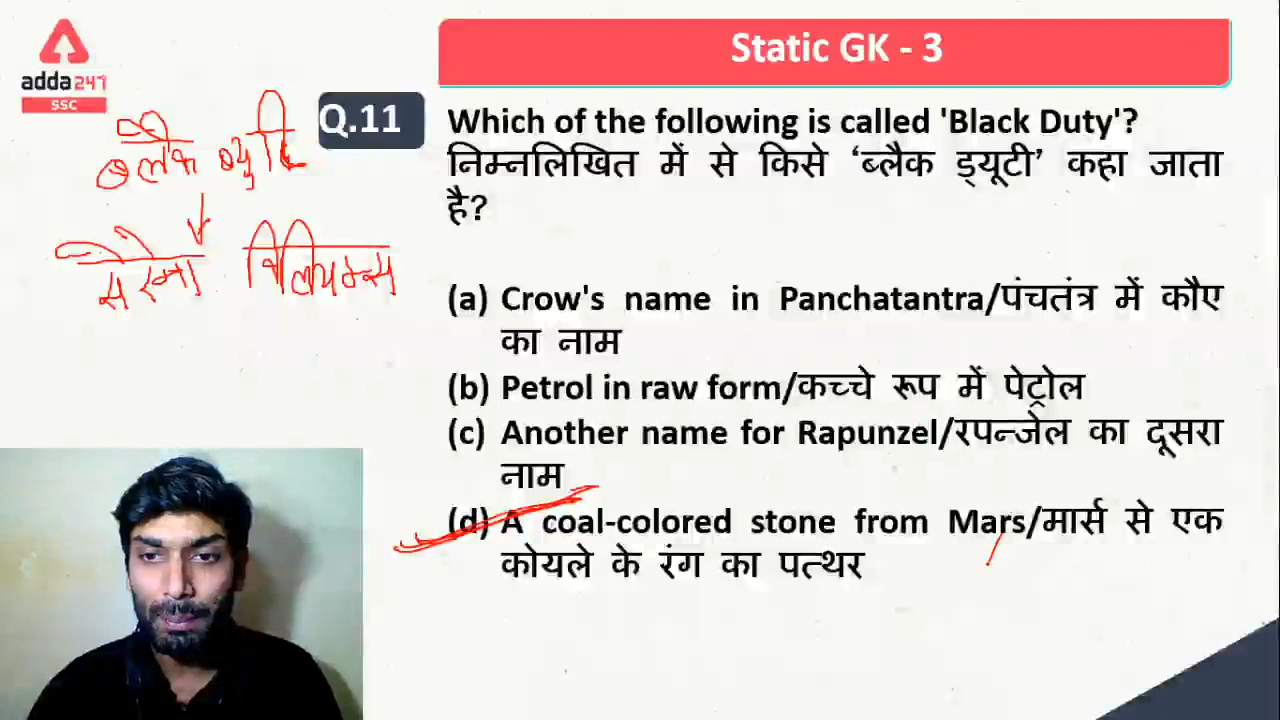 adda247
SSC
Static GK - 3
Q.11
Which of the following is called 'Black Duty'?
निम्नलिखित में से किसे ‘ब्लैक ड्यूटी’ कहा जाता
है?
(a) Crow's name in Panchatantra/पंचतंत्र में कौए
का नाम
(b) Petrol in raw form/कच्चे रूप में पेट्रोल
(c) Another name for Rapunzel/रपन्जेल का दूसरा
नाम
(d) A coal-colored stone from Mars/मार्स से एक
कोयले के रंग का पत्थर
ब्लैक ब्यूटी
सेरेना विलियम्स